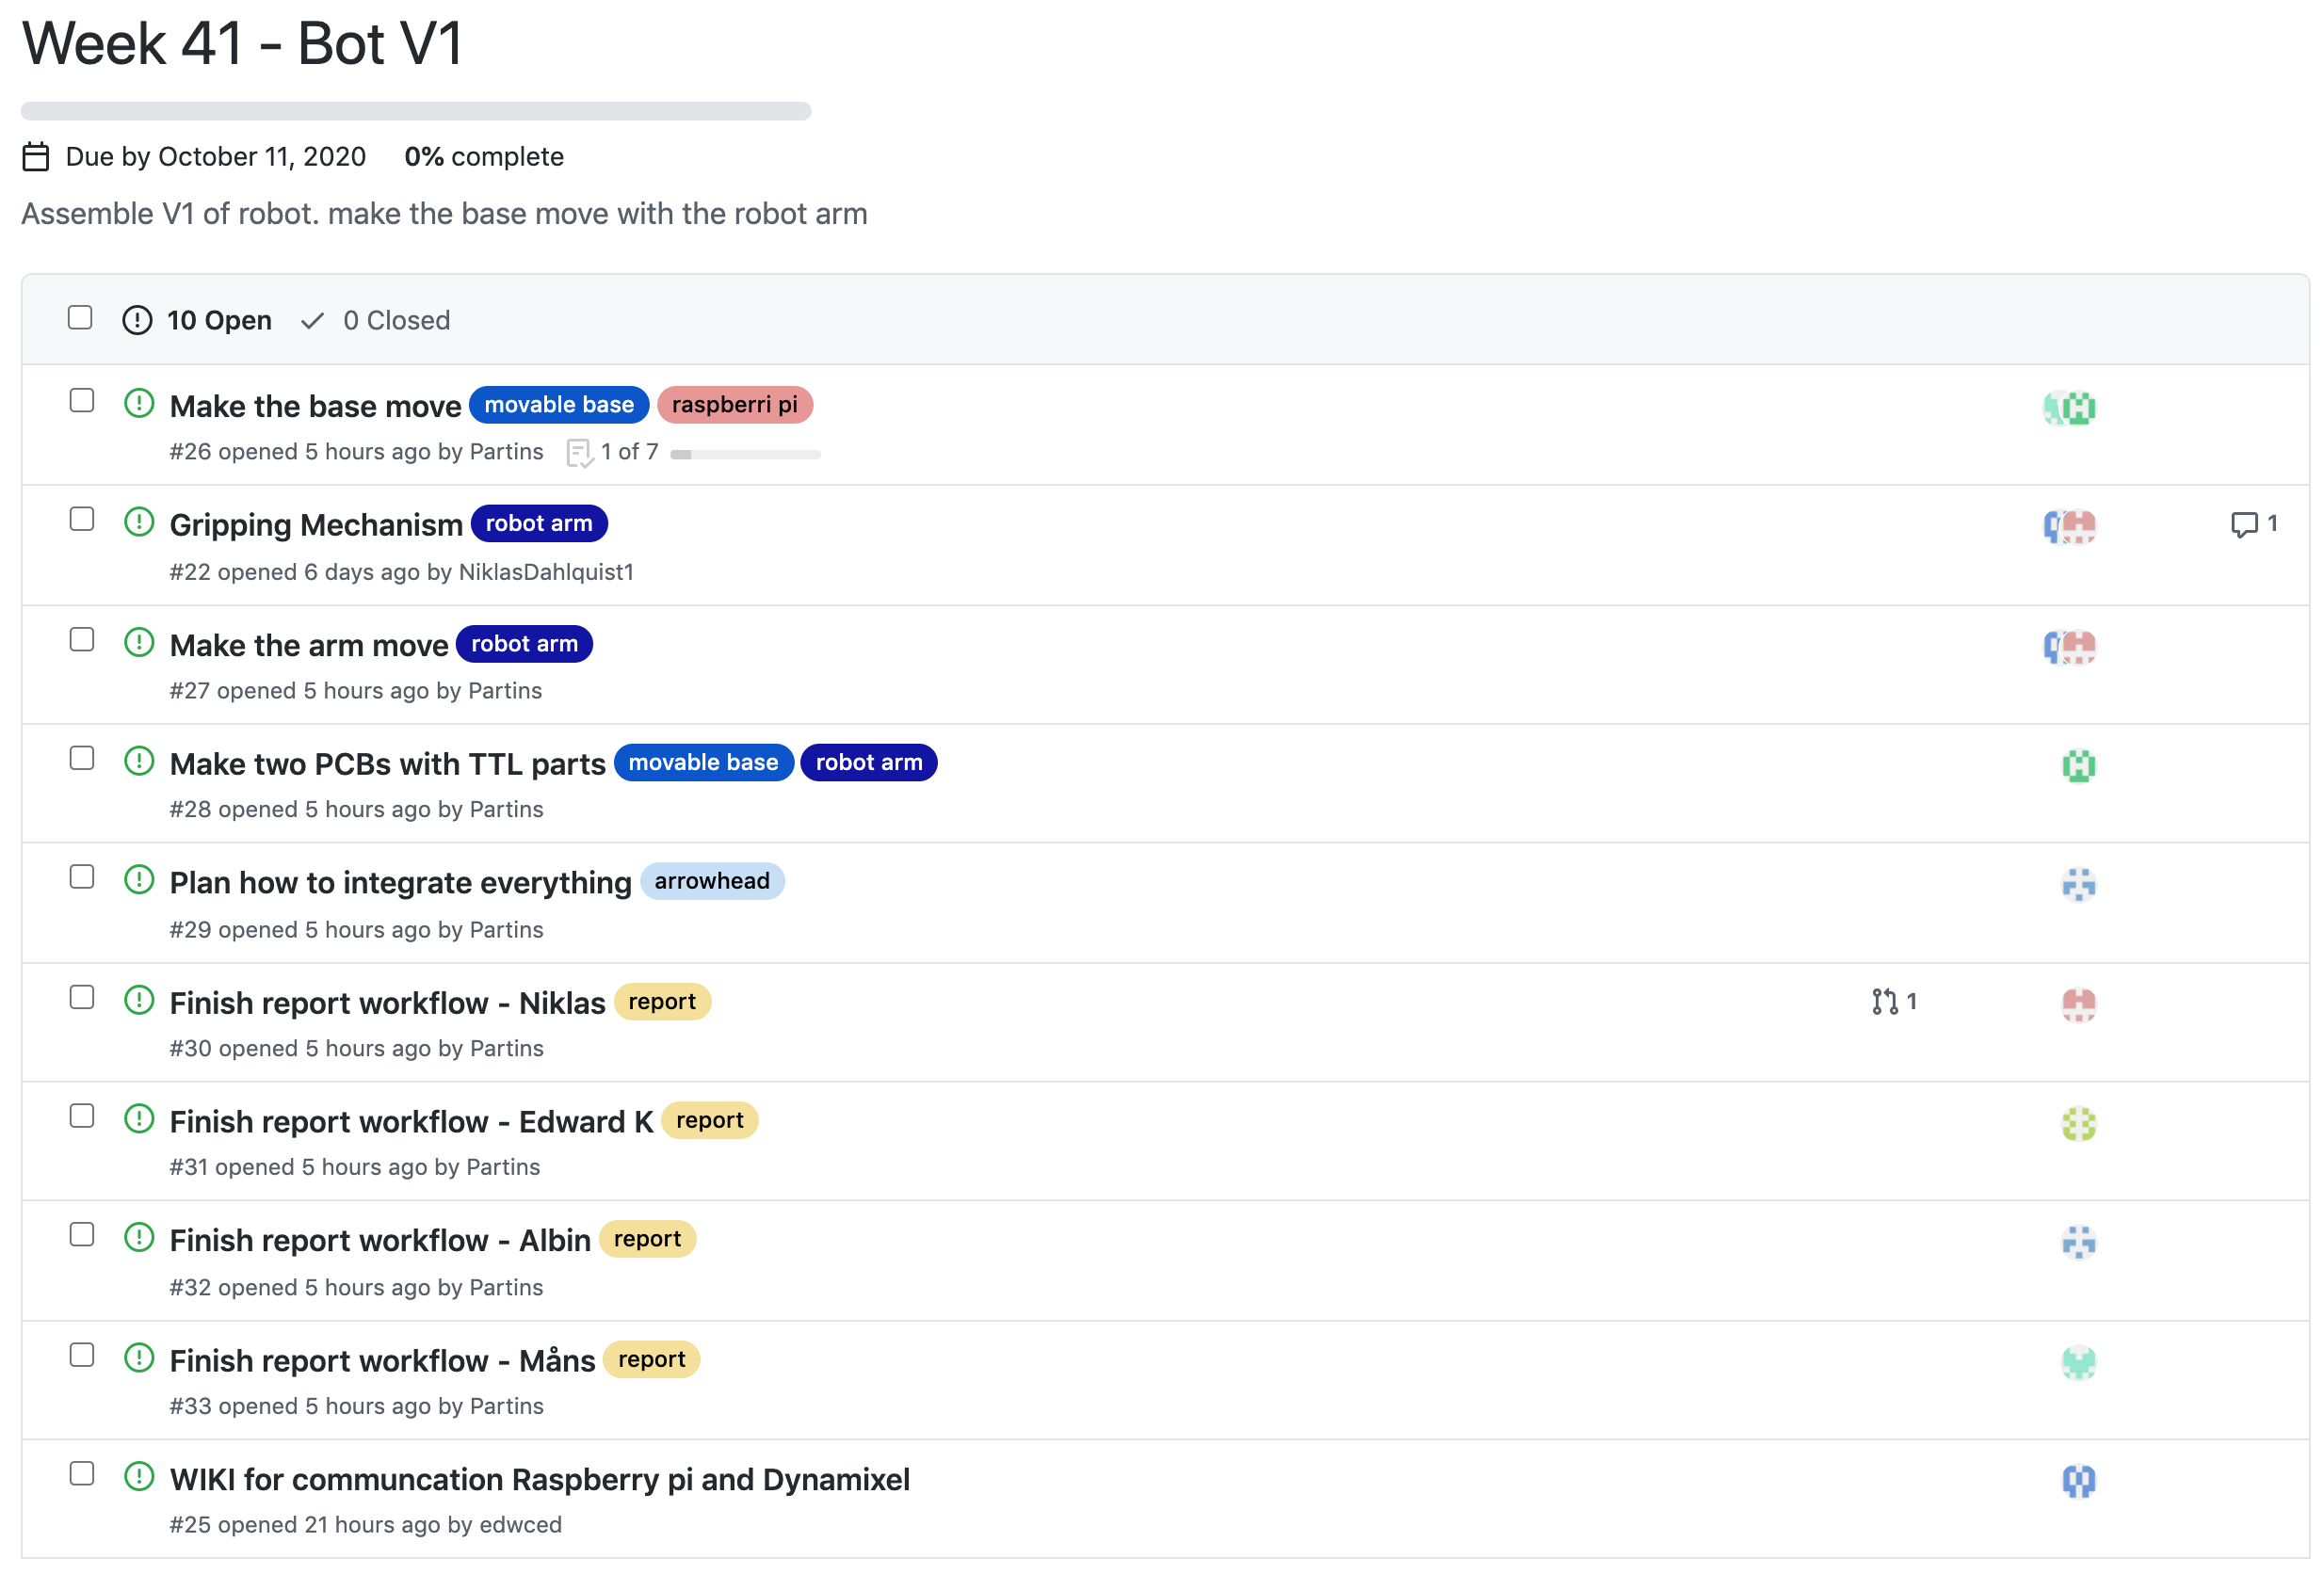 Week 41 - Bot V1
Due by October 11, 2020 0% complete
Assemble V1 of robot. make the base move with the robot arm
10 Open 0 Closed
Make the base move movable base raspberri pi
#26 opened 5 hours ago by Partins 1 of 7
Gripping Mechanism robot arm 1
#22 opened 6 days ago by NiklasDahlquist1
Make the arm move robot arm
#27 opened 5 hours ago by Partins
Make two PCBs with TTL parts movable base robot arm
#28 opened 5 hours ago by Partins
Plan how to integrate everything arrowhead
#29 opened 5 hours ago by Partins
Finish report workflow - Niklas report 1
#30 opened 5 hours ago by Partins
Finish report workflow - Edward K report
#31 opened 5 hours ago by Partins
Finish report workflow - Albin report
#32 opened 5 hours ago by Partins
Finish report workflow - Måns report
#33 opened 5 hours ago by Partins
WIKI for communcation Raspberry pi and Dynamixel
#25 opened 21 hours ago by edwced